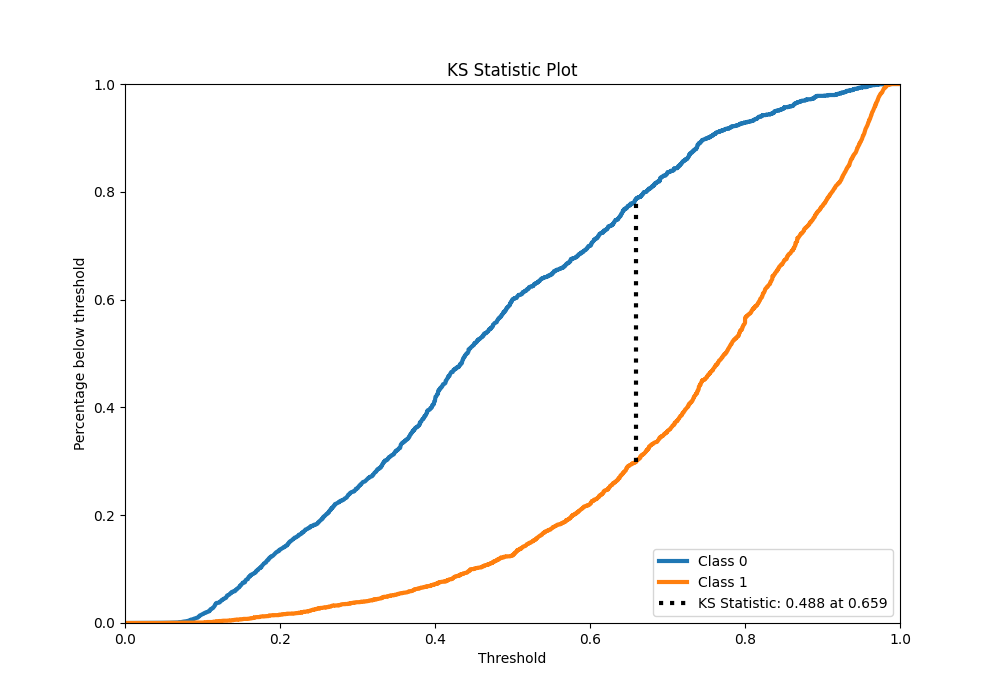 KS Statistic Plot
1.0
0.8
0.6
0.4
0.2
0.0
Percentage below threshold
0.0 0.2 0.4 0.6 0.8 1.0
Threshold
Class 0
Class 1
KS Statistic: 0.488 at 0.659